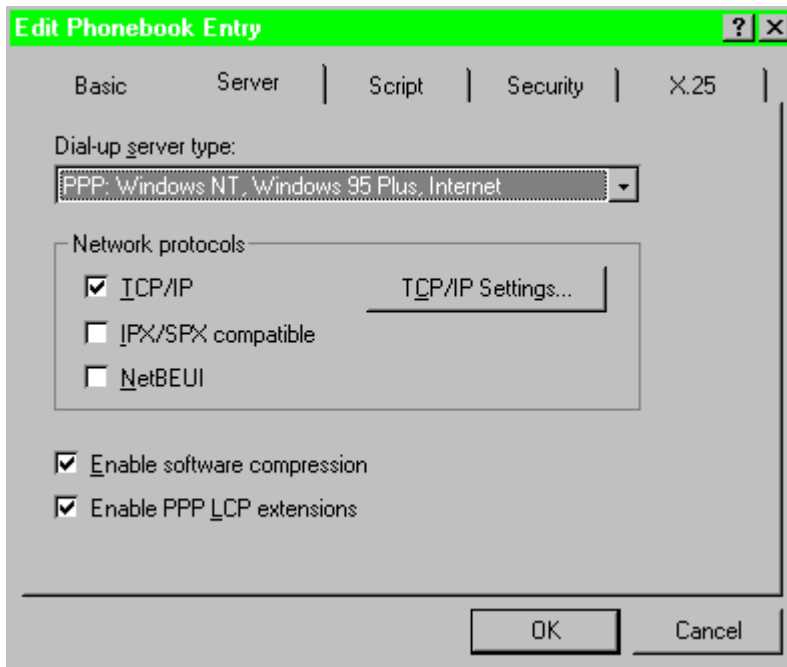 Edit Phonebook Entry
Basic Server Script Security X.25
Dial-up server type:
PPP: Windows NT, Windows 95 Plus, Internet
Network protocols
TCP/IP TCP/IP Settings...
IPX/SPX compatible
NetBEUI
Enable software compression
Enable PPP LCP extensions
OK Cancel